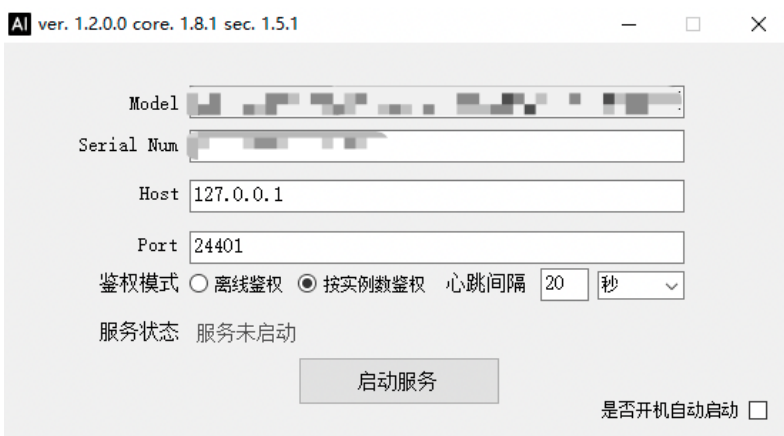 AI ver. 1.2.0.0 core. 1.8.1 sec. 1.5.1
Model
Serial Num
Host 127.0.0.1
Port 24401
鉴权模式 离线鉴权 按实例数鉴权 心跳间隔 20 秒
服务状态 服务未启动
启动服务
是否开机自动启动